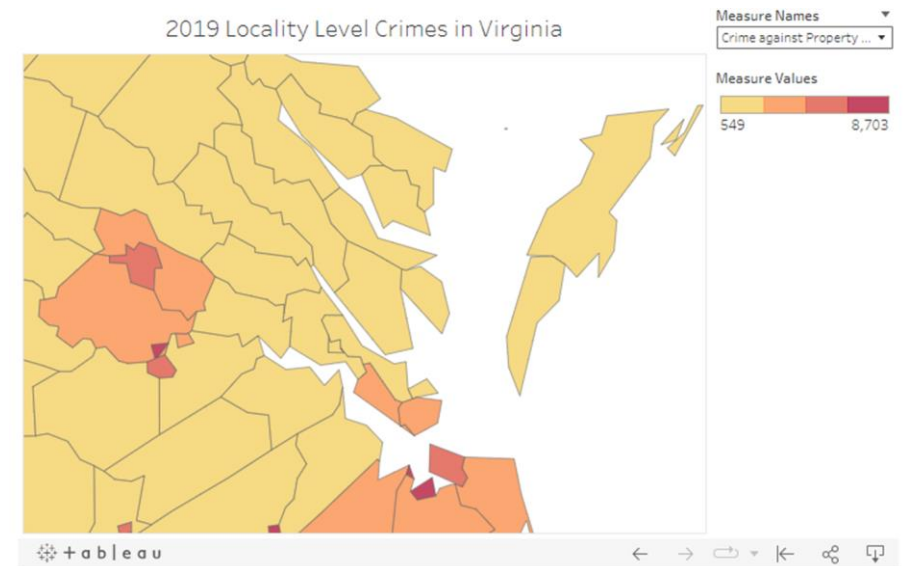 2019 Locality Level Crimes in Virginia
Measure Names
Crime against Property ...
Measure Values
549 8,703
+ a b | e a u